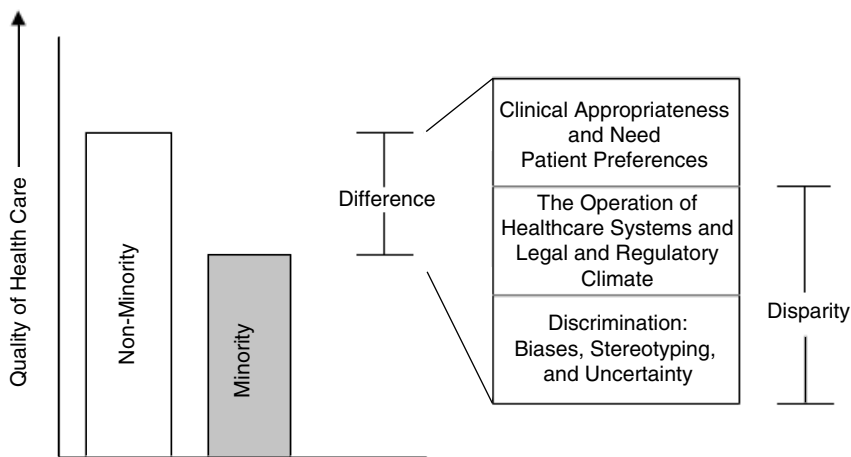 Quality of Health Care
Non-Minority
Minority
Difference
Clinical Appropriateness
and Need
Patient Preferences
The Operation of
Healthcare Systems and
Legal and Regulatory
Climate
Discrimination:
Biases, Stereotyping,
and Uncertainty
Disparity